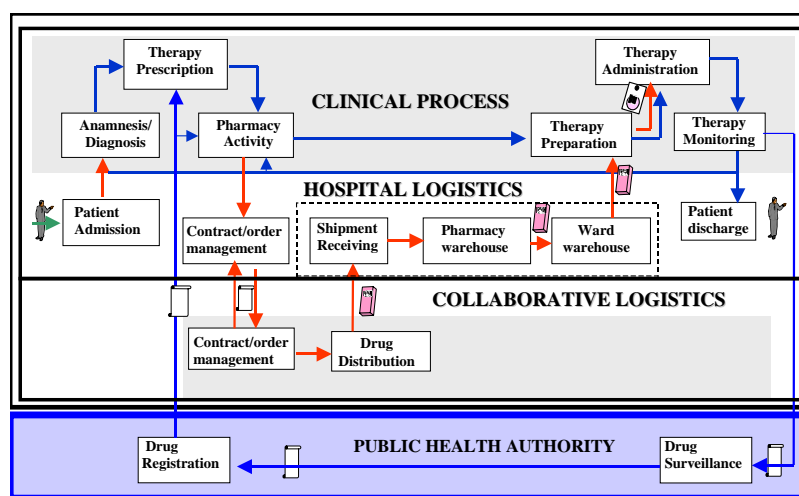 Therapy
Prescription
Therapy
Administration
CLINICAL PROCESS
Anamnesis/
Diagnosis
Pharmacy
Activity
Therapy
Preparation
Therapy
Monitoring
HOSPITAL LOGISTICS
Patient
Admission
Contract/order
management
Shipment
Receiving
Pharmacy
warehouse
Ward
warehouse
Patient
discharge
COLLABORATIVE LOGISTICS
Contract/order
management
Drug
Distribution
Drug
Registration
PUBLIC HEALTH AUTHORITY
Drug
Surveillance